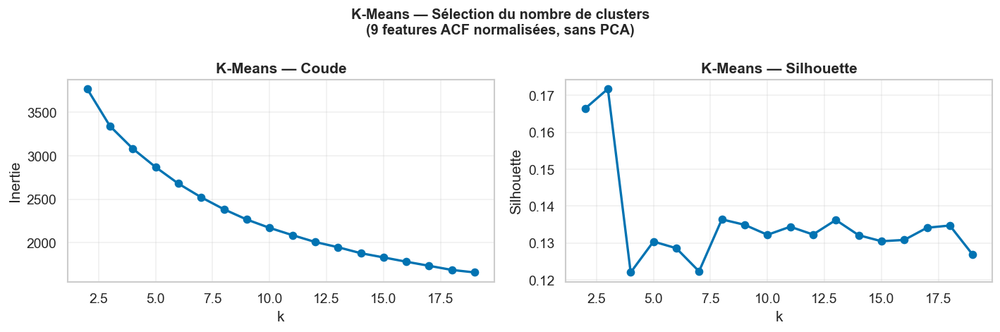 K-Means — Sélection du nombre de clusters
(9 features ACF normalisées, sans PCA)
K-Means — Coude
3500
3000
2500
2000
Inertie
2.5 5.0 7.5 10.0 12.5 15.0 17.5
k
K-Means — Silhouette
0.17
0.16
0.15
0.14
0.13
0.12
Silhouette
2.5 5.0 7.5 10.0 12.5 15.0 17.5
k